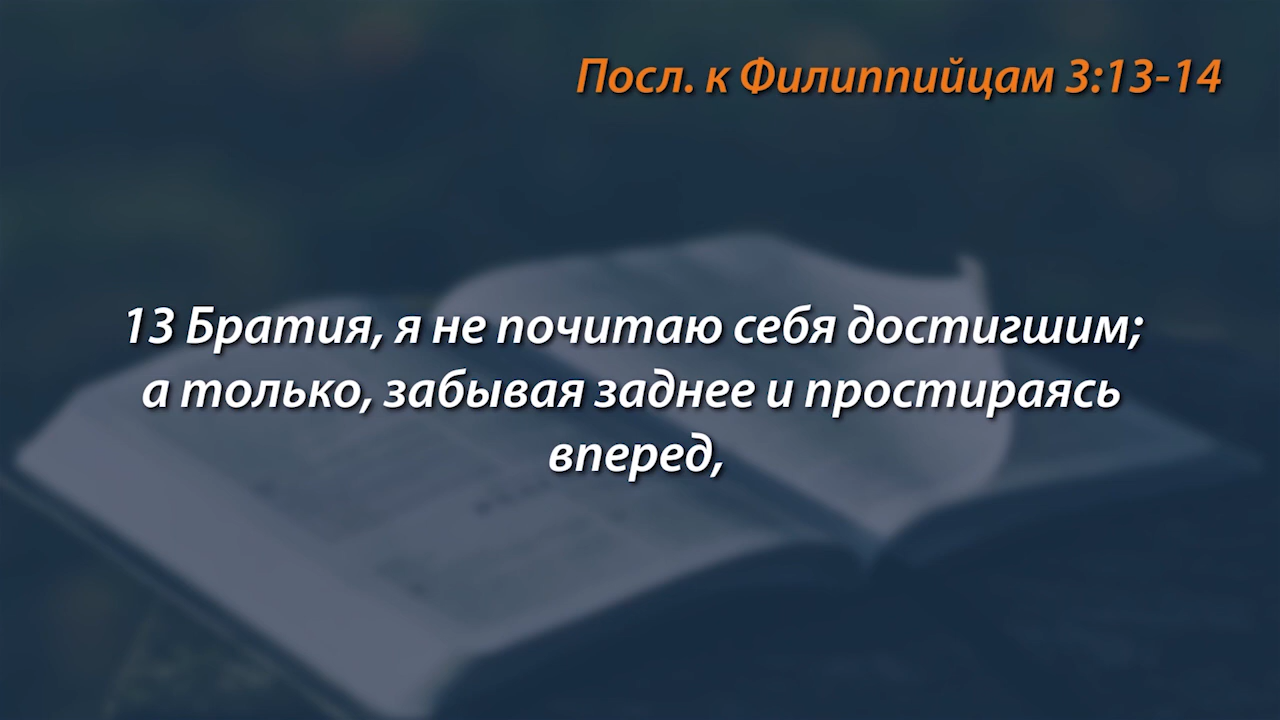 Посл. к Филиппийцам 3:13-14
13 Братия, я не почитаю себя достигшим;
а только, забывая заднее и простираясь
вперед,